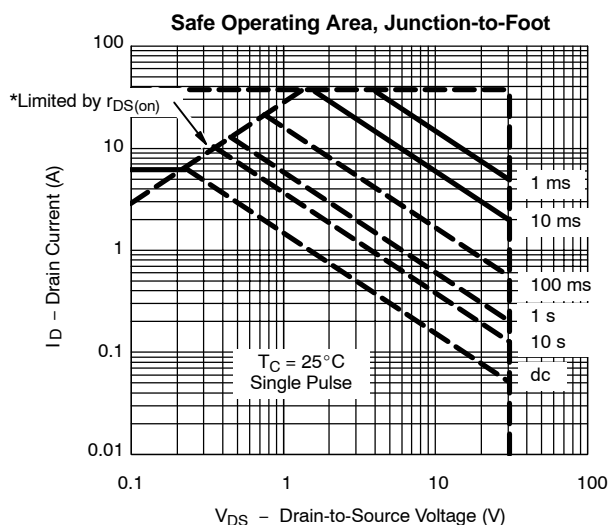 Safe Operating Area, Junction-to-Foot
100
*Limited by rDS(on)
10
1
0.1
0.01
ID – Drain Current (A)
1 ms
10 ms
100 ms
1 s
10 s
dc
TC = 25°C
Single Pulse
0.1
1
10
100
VDS – Drain-to-Source Voltage (V)